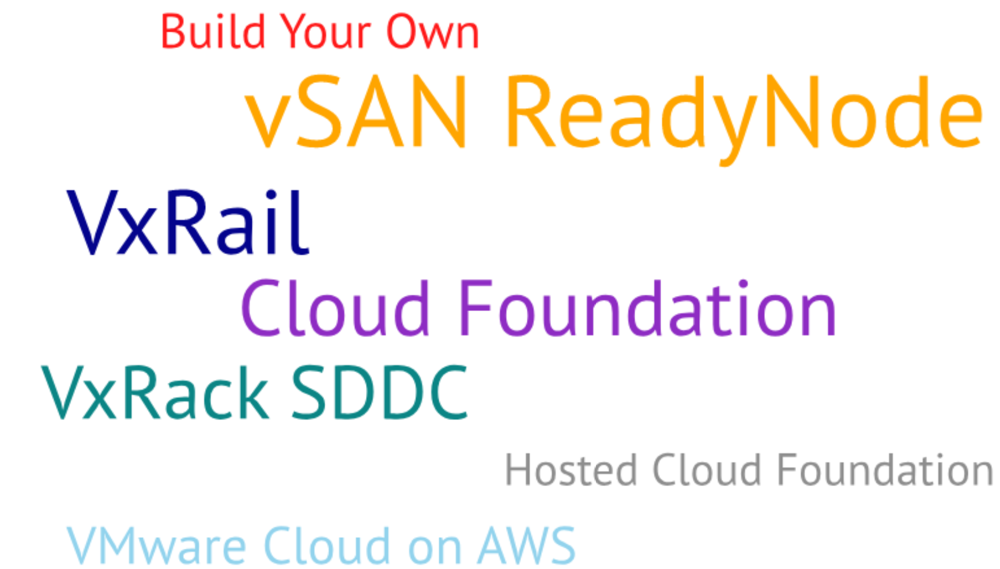 Build Your Own
vSAN ReadyNode
VxRail
Cloud Foundation
VxRack SDDC
Hosted Cloud Foundation
VMware Cloud on AWS